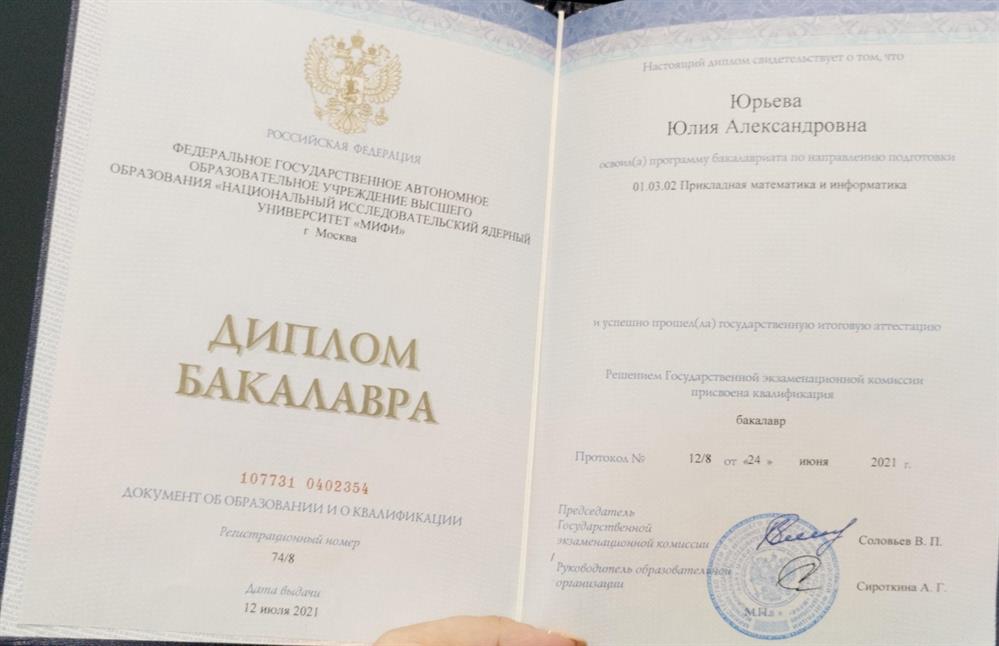 РОССИЙСКАЯ ФЕДЕРАЦИЯ
ФЕДЕРАЛЬНОЕ ГОСУДАРСТВЕННОЕ АВТОНОМНОЕ
ОБРАЗОВАТЕЛЬНОЕ УЧРЕЖДЕНИЕ ВЫСШЕГО
ОБРАЗОВАНИЯ «НАЦИОНАЛЬНЫЙ ИССЛЕДОВАТЕЛЬСКИЙ ЯДЕРНЫЙ
УНИВЕРСИТЕТ «МИФИ»
г Москва
ДИПЛОМ
БАКАЛАВРА
107731 0402354
ДОКУМЕНТ ОБ ОБРАЗОВАНИИ И О КВАЛИФИКАЦИИ
Регистрационный номер
74/8
Дата выдачи
12 июля 2021
Настоящий диплом свидетельствует о том, что
Юрьева
Юлия Александровна
освоил(а) программу бакалавриата по направлению подготовки
01.03.02 Прикладная математика и информатика
и успешно прошел(ла) государственную итоговую аттестацию
Решением Государственной экзаменационной комиссии
присвоена квалификация
бакалавр
Протокол № 12/8 от «24 » июня 2021 г.
Председатель
Государственной
экзаменационной комиссии Соловьев В. П.
Руководитель образовательной
организации Сироткина А. Г.
М.П.